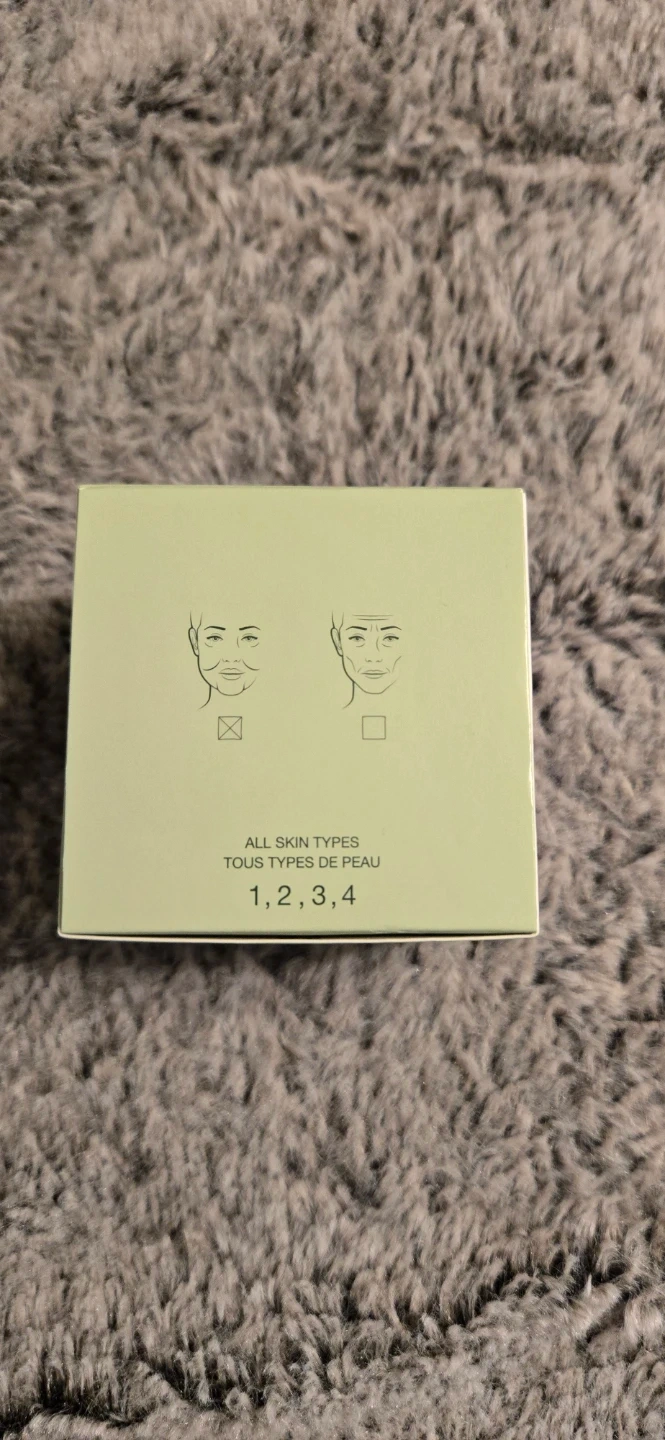 ALL SKIN TYPES
TOUS TYPES DE PEAU
1,2,3,4